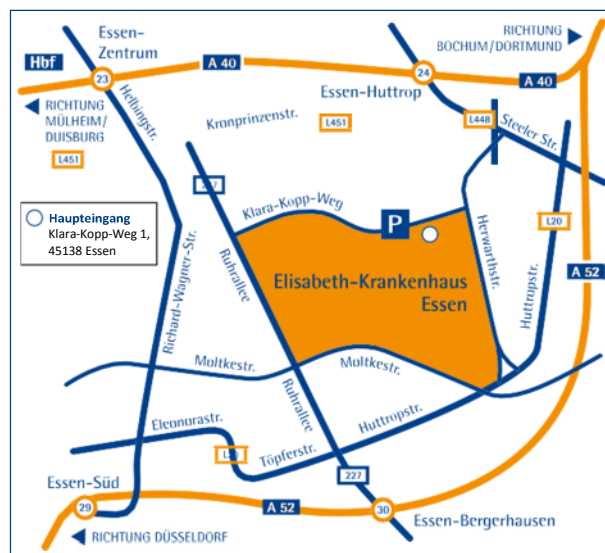 Essen-
Zentrum
Hbf
23
A 40
24
A 40
RICHTUNG
BOCHUM/DORTMUND
RICHTUNG
MÜLHEIM/
DUISBURG
L451
Helbingstr.
Kronprinzenstr.
L451
Essen-Huttrop
L448
Steeler Str.
227
Klara-Kopp-Weg
P
L20
Haupteingang
Klara-Kopp-Weg 1,
45138 Essen
Richard-Wagner-Str.
Ruhrallee
Elisabeth-Krankenhaus
Essen
Herwarthstr.
Huttropstr.
A 52
Moltkestr.
Ruhrallee
Moltkestr.
Eleonorastr.
Töpferstr.
Huttropstr.
227
Essen-Süd
29
A 52
30
Essen-Bergerhausen
RICHTUNG DÜSSELDORF